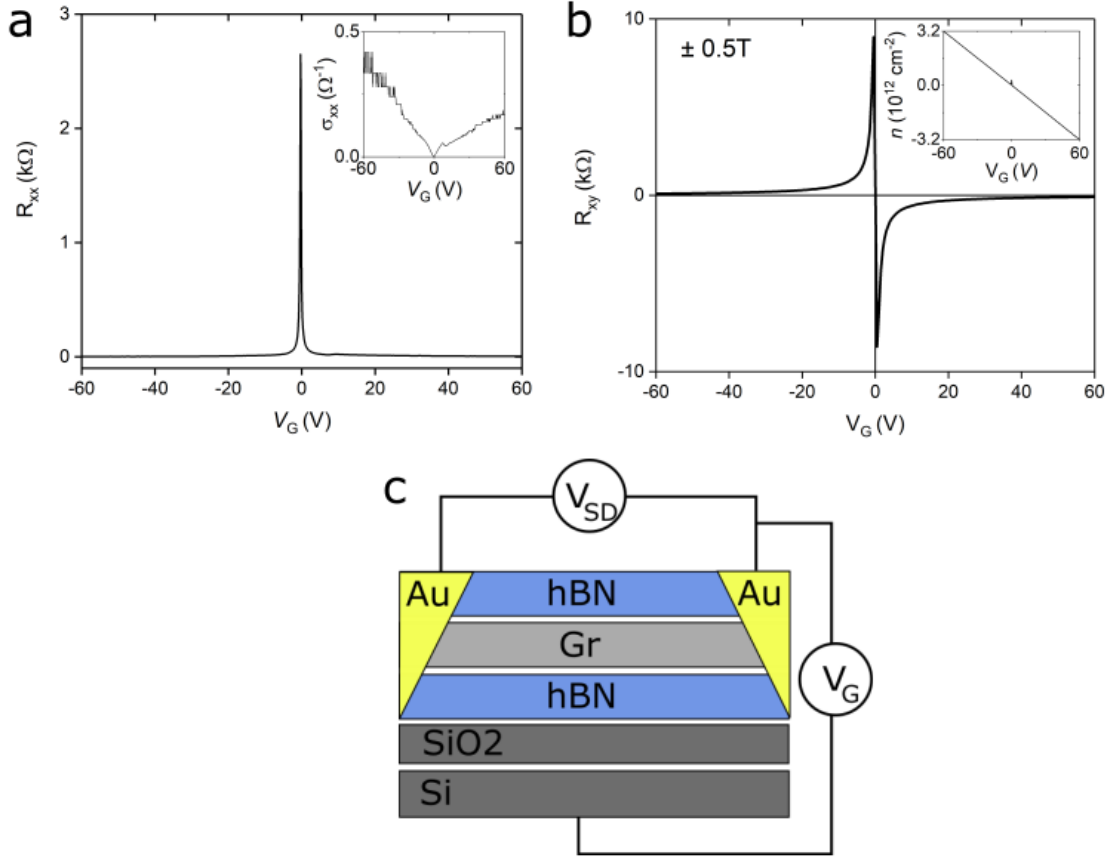 a
3
2
1
0
R_xx (kΩ)
-60 -40 -20 0 20 40 60
V_G (V)
0.5
0.0
σ_xx (Ω^-1)
-60 0 60
V_G (V)
b
± 0.5T
10
0
-10
R_xy (kΩ)
-60 -40 -20 0 20 40 60
V_G (V)
3.2
0.0
-3.2
n (10^12 cm^-2)
-60 0 60
V_G (V)
c
V_SD
Au hBN Au
Gr
hBN
V_G
SiO2
Si